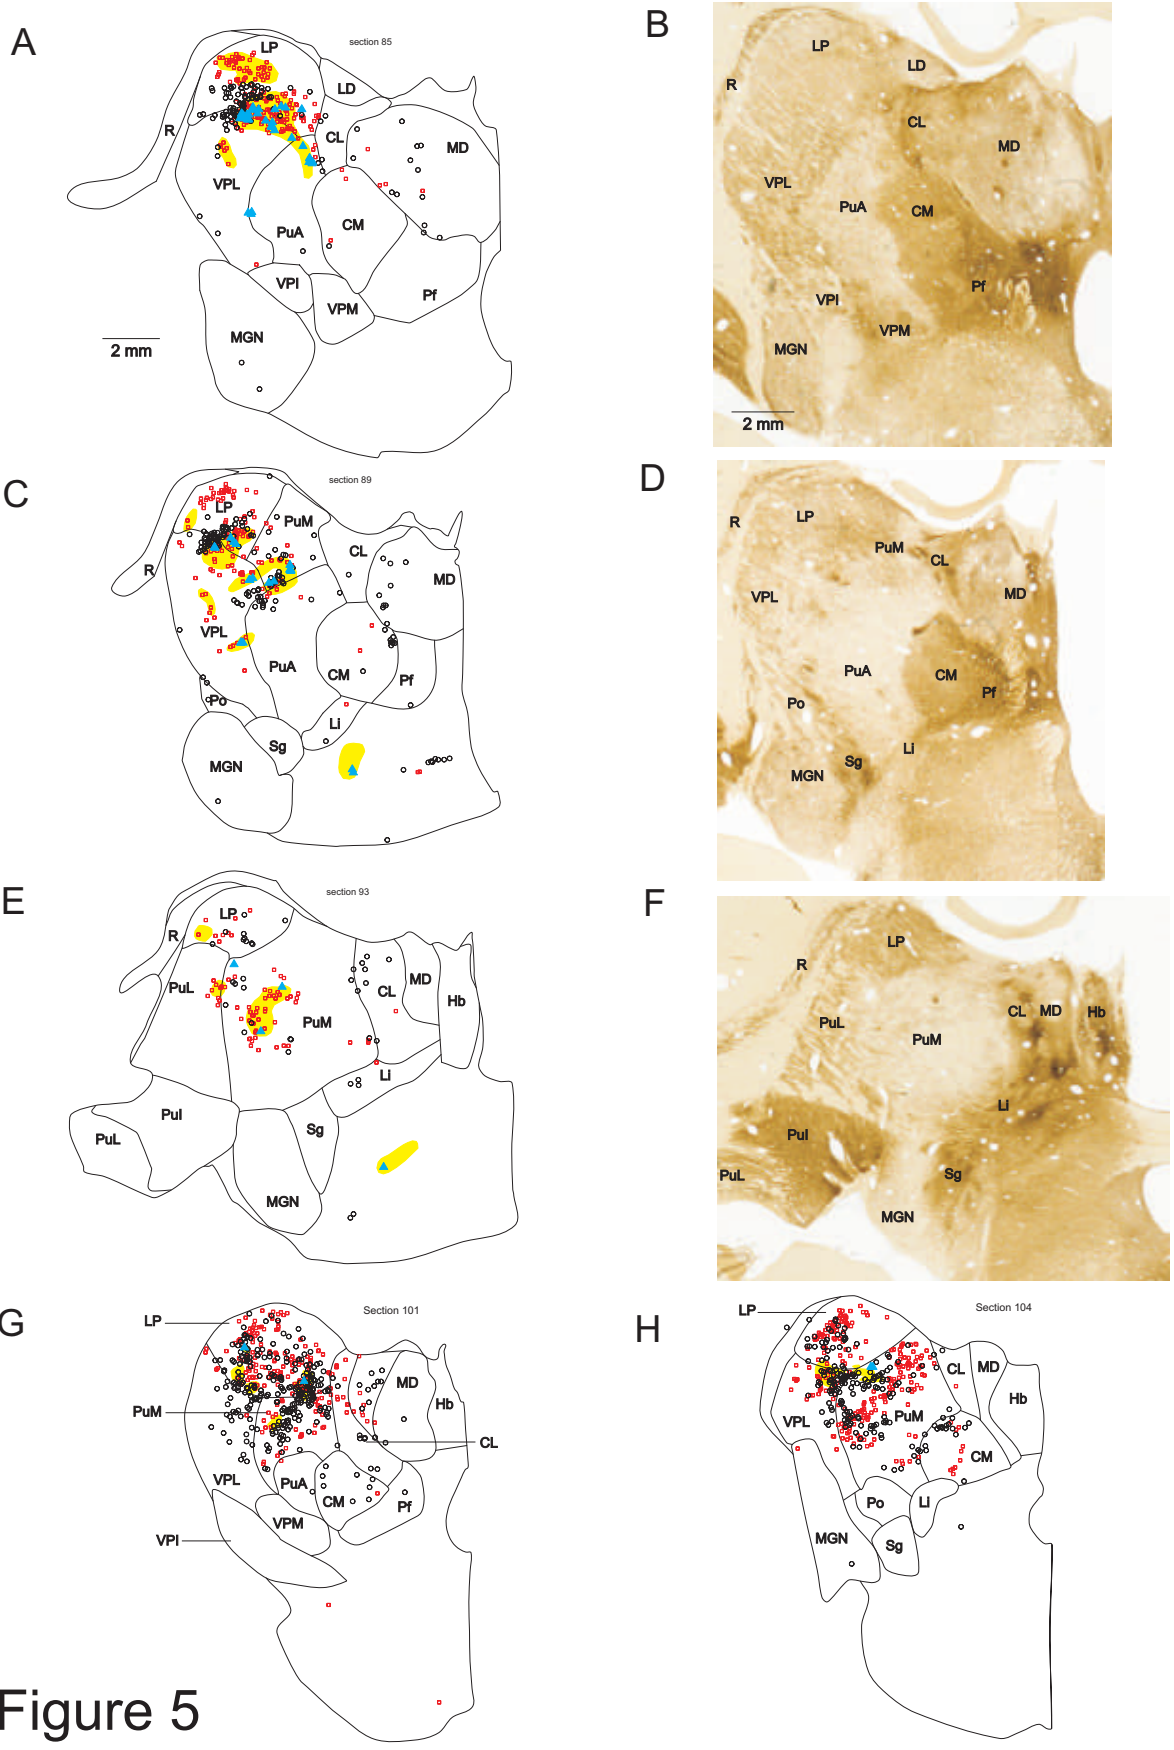 A
section 85
LP
LD
R
CL
MD
VPL
PuA
CM
VPI
VPM
Pf
MGN
2 mm
B
LP
LD
R
CL
MD
VPL
PuA
CM
Pf
VPI
VPM
MGN
2 mm
C
section 89
LP
PuM
CL
R
MD
VPL
PuA
CM
Pf
Po
Li
Sg
MGN
D
R
LP
PuM
CL
VPL
MD
PuA
CM
Pf
Po
Li
Sg
MGN
E
section 93
LP
R
PuL
PuM
CL
MD
Hb
Li
PuI
PuL
Sg
MGN
F
LP
R
PuL
PuM
CL
MD
Hb
Li
PuI
PuL
Sg
MGN
G
Section 101
LP
MD
PuM
Hb
CL
VPL
PuA
CM
Pf
VPM
VPI
H
Section 104
LP
CL
MD
Hb
VPL
PuM
CM
Po
Li
MGN
Sg
Figure 5